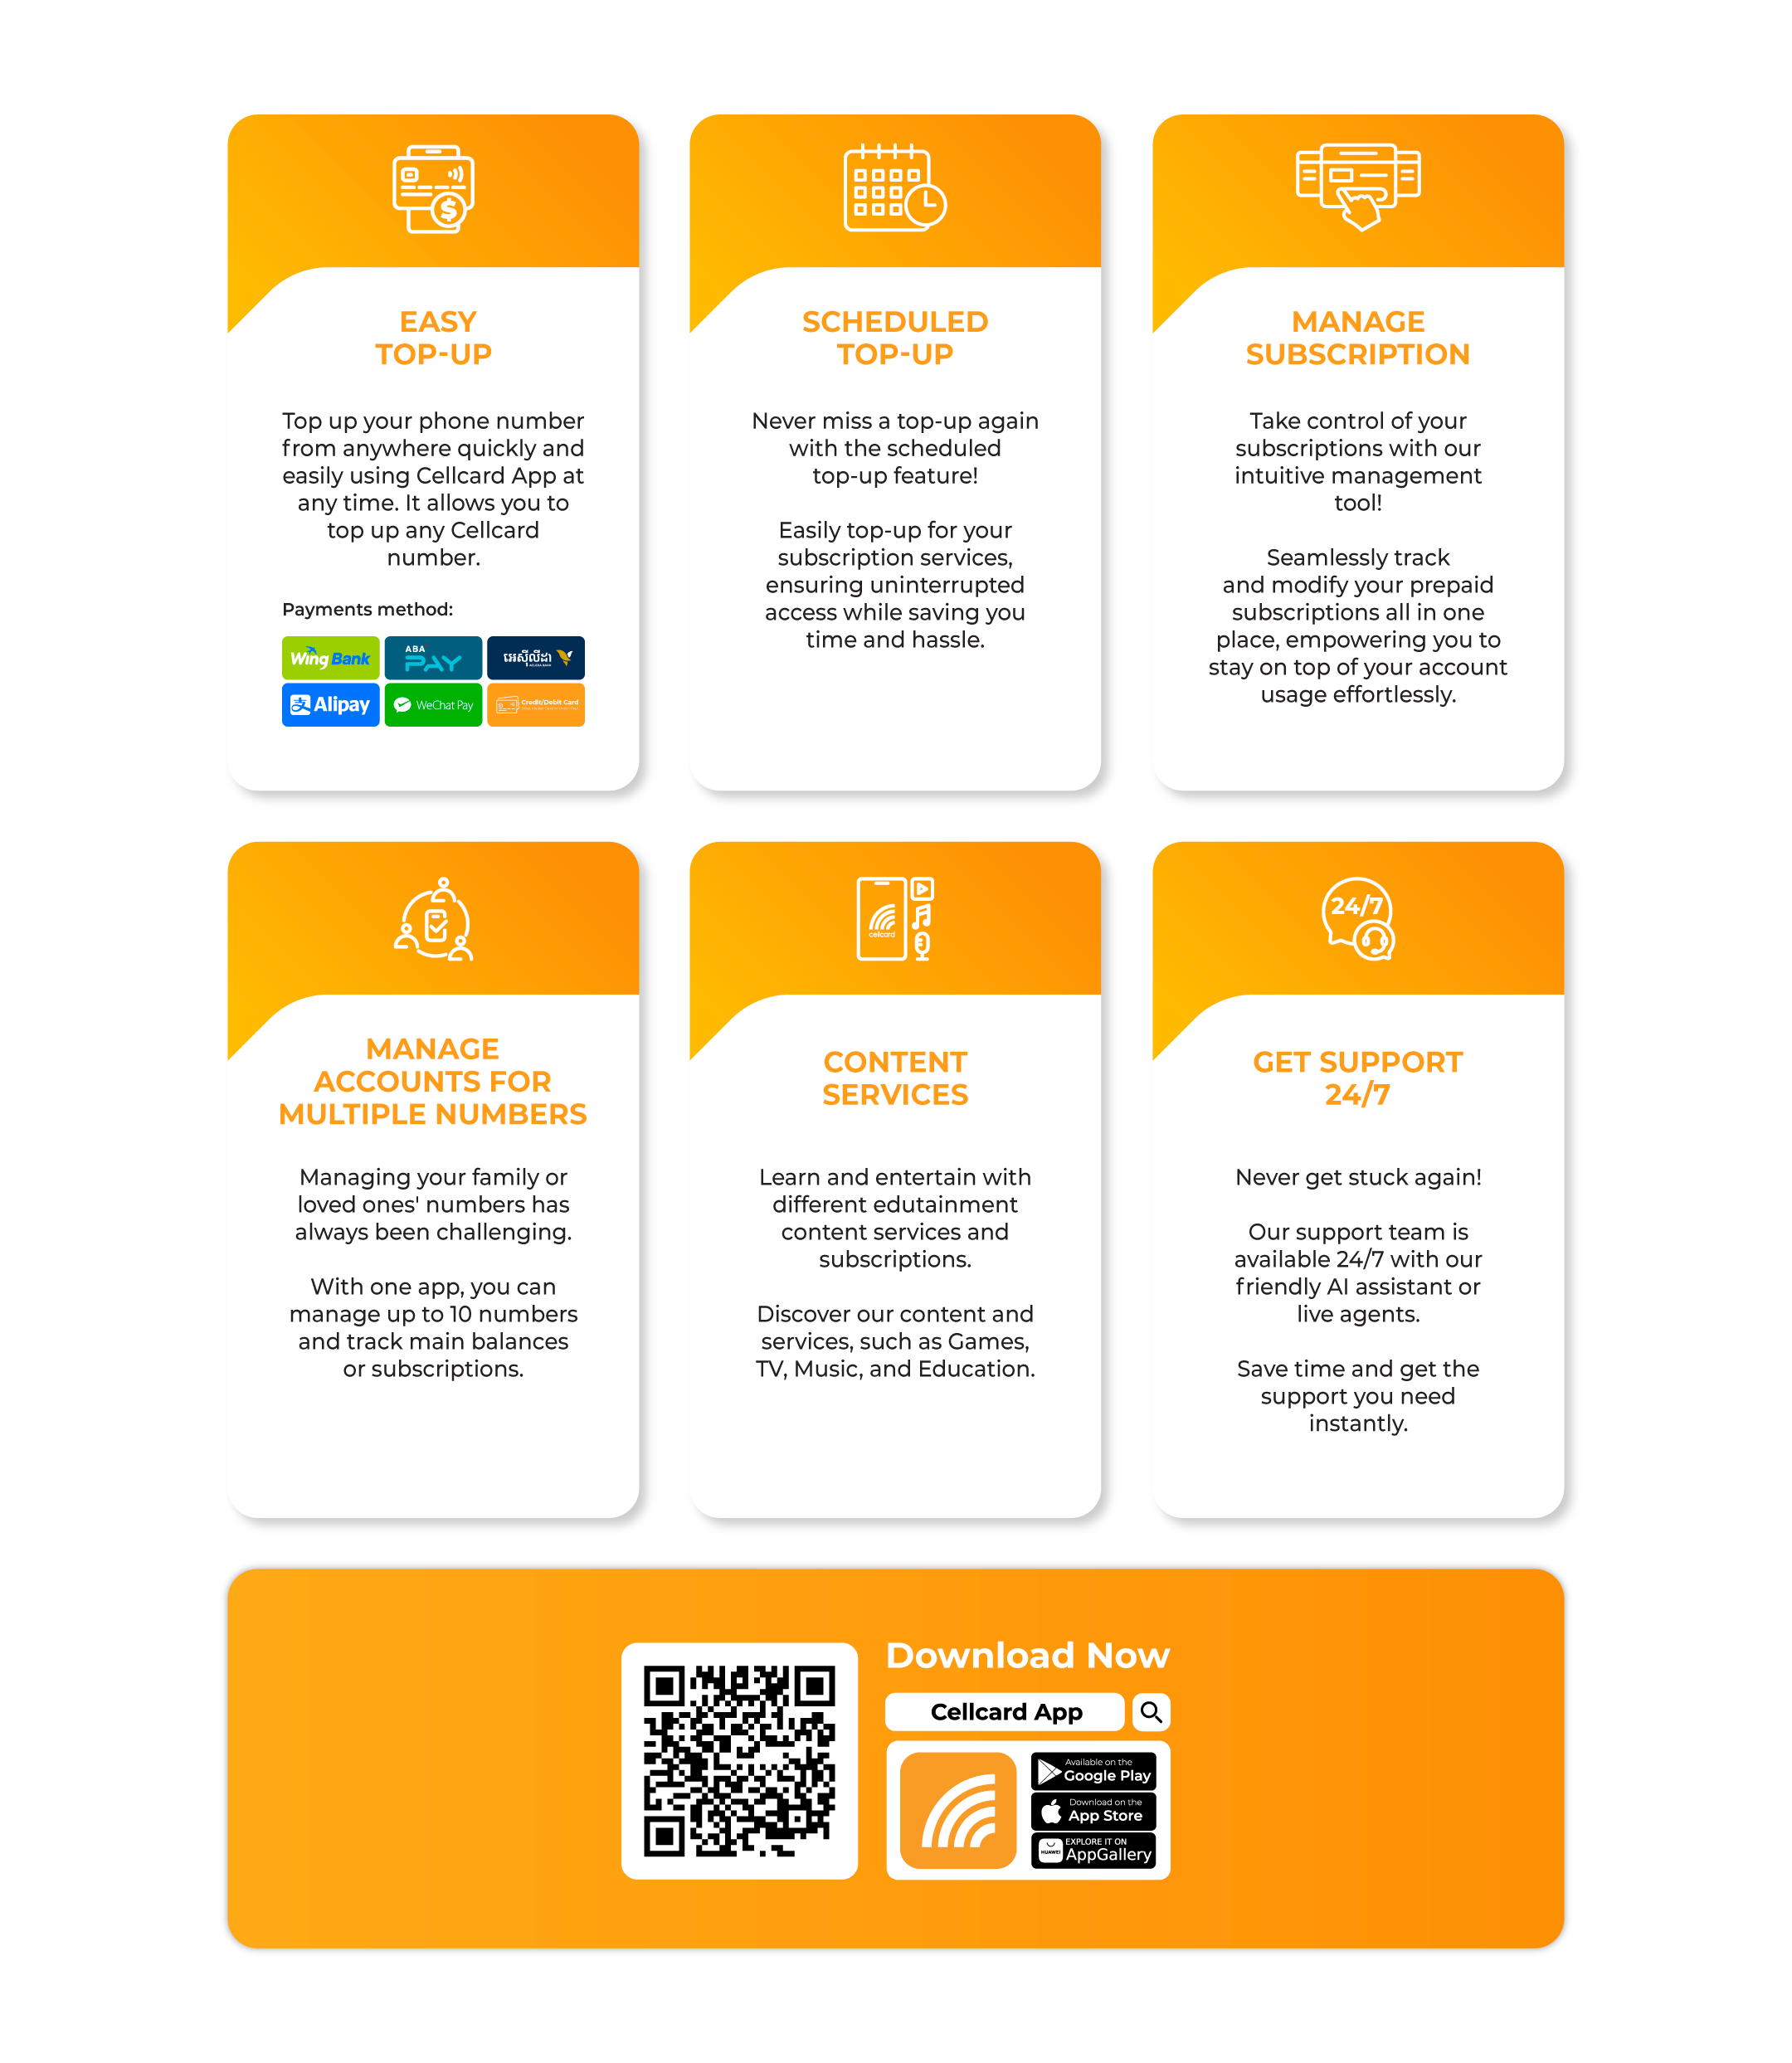 EASY
TOP-UP
Top up your phone number
from anywhere quickly and
easily using Cellcard App at
any time. It allows you to
top up any Cellcard
number.
Payments method:
Wing Bank
ABA
PAY
អេស៊ីលីដា
ACLEDA BANK
Alipay
WeChat Pay
Credit/Debit Card
SCHEDULED
TOP-UP
Never miss a top-up again
with the scheduled
top-up feature!
Easily top-up for your
subscription services,
ensuring uninterrupted
access while saving you
time and hassle.
MANAGE
SUBSCRIPTION
Take control of your
subscriptions with our
intuitive management
tool!
Seamlessly track
and modify your prepaid
subscriptions all in one
place, empowering you to
stay on top of your account
usage effortlessly.
MANAGE
ACCOUNTS FOR
MULTIPLE NUMBERS
Managing your family or
loved ones' numbers has
always been challenging.
With one app, you can
manage up to 10 numbers
and track main balances
or subscriptions.
cellcard
CONTENT
SERVICES
Learn and entertain with
different edutainment
content services and
subscriptions.
Discover our content and
services, such as Games,
TV, Music, and Education.
24/7
GET SUPPORT
24/7
Never get stuck again!
Our support team is
available 24/7 with our
friendly AI assistant or
live agents.
Save time and get the
support you need
instantly.
Download Now
Cellcard App
Available on the
Google Play
Download on the
App Store
HUAWEI
EXPLORE IT ON
AppGallery